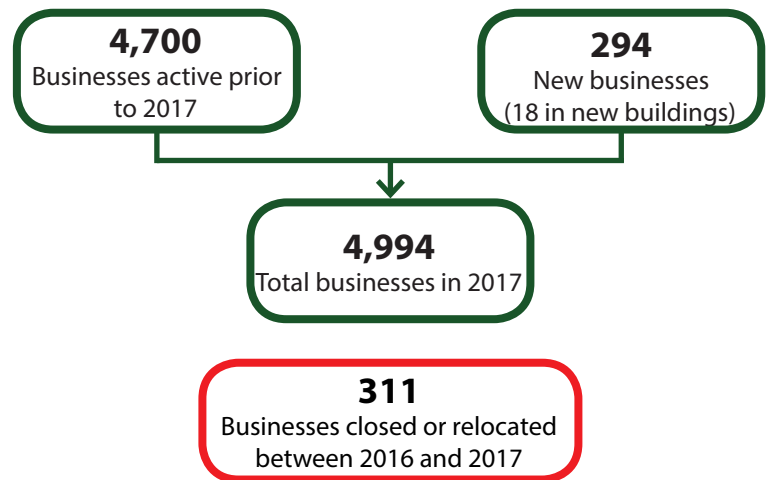 4,700
Businesses active prior
to 2017
294
New businesses
(18 in new buildings)
4,994
Total businesses in 2017
311
Businesses closed or relocated
between 2016 and 2017